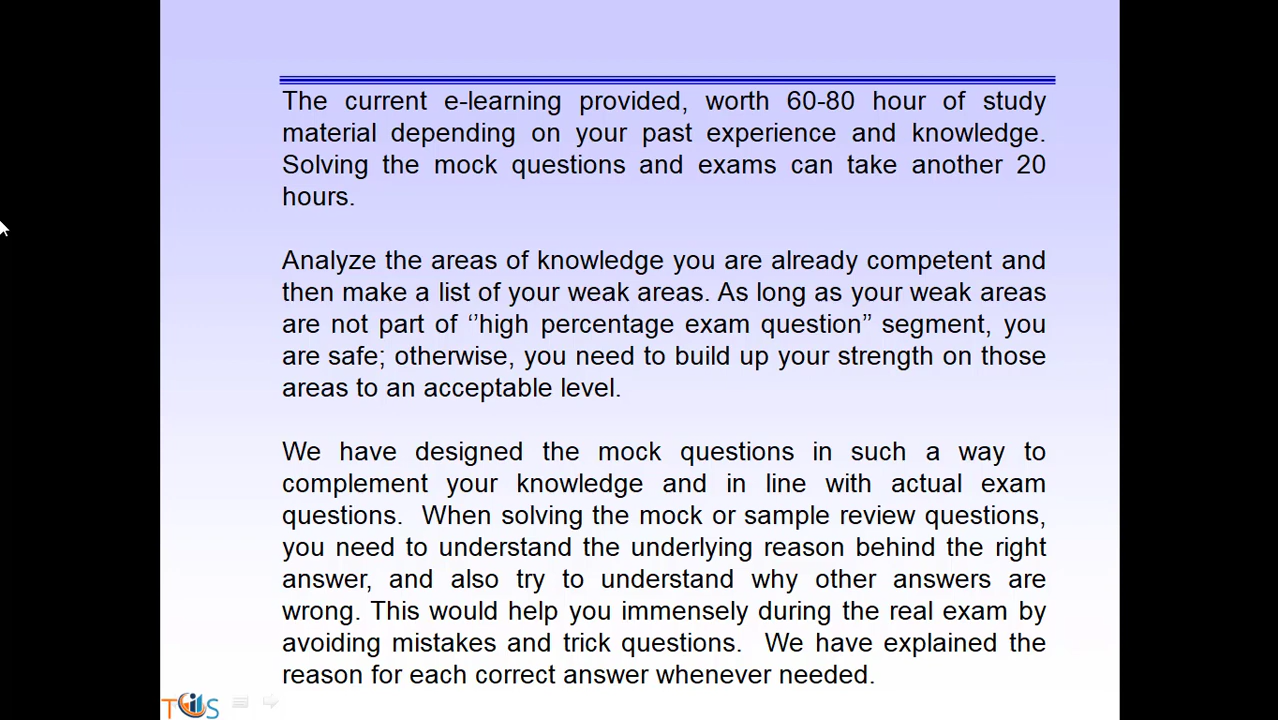 The current e-learning provided, worth 60-80 hour of study
material depending on your past experience and knowledge.
Solving the mock questions and exams can take another 20
hours.
Analyze the areas of knowledge you are already competent and
then make a list of your weak areas. As long as your weak areas
are not part of ‘’high percentage exam question” segment, you
are safe; otherwise, you need to build up your strength on those
areas to an acceptable level.
We have designed the mock questions in such a way to
complement your knowledge and in line with actual exam
questions.  When solving the mock or sample review questions,
you need to understand the underlying reason behind the right
answer, and also try to understand why other answers are
wrong. This would help you immensely during the real exam by
avoiding mistakes and trick questions.  We have explained the
reason for each correct answer whenever needed.